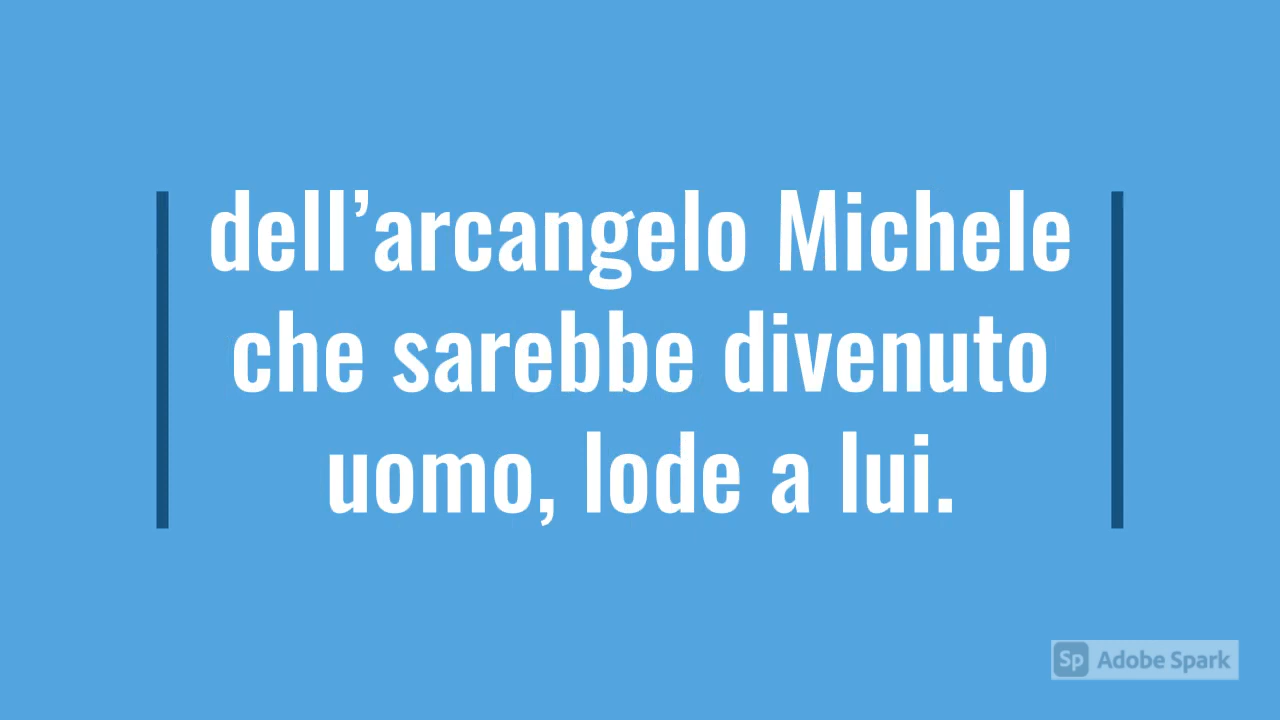 dell’arcangelo Michele
che sarebbe divenuto
uomo, lode a lui.
Sp Adobe Spark